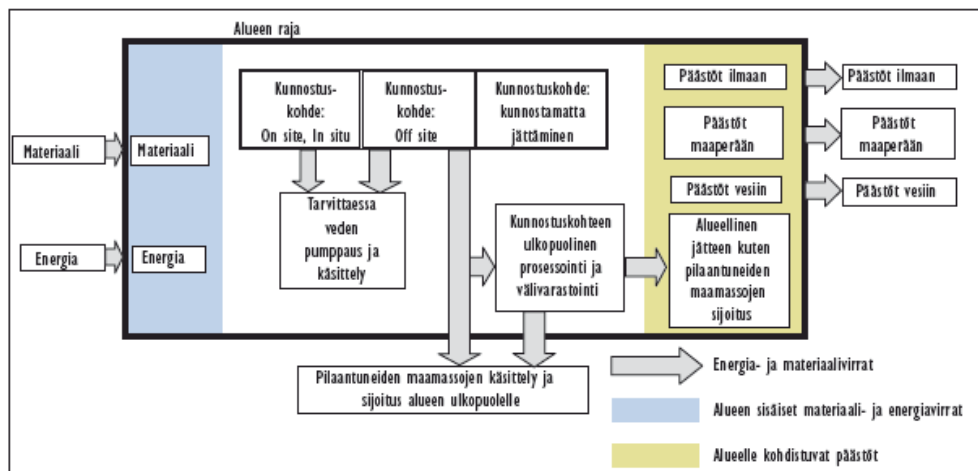 Alueen raja
Materiaali
Energia
Materiaali
Energia
Kunnostus-
kohde:
On site, In situ
Kunnostus-
kohde:
Off site
Kunnostuskohde:
kunnostamatta
jättäminen
Tarvittaessa
veden
pumppaus ja
käsittely
Kunnostuskohteen
ulkopuolinen
prosessointi ja
välivarastointi
Päästöt ilmaan
Päästöt
maaperään
Päästöt vesiin
Alueellinen
jätteen kuten
pilaantuneiden
maamassojen
sijoitus
Päästöt ilmaan
Päästöt
maaperään
Päästöt vesiin
Pilaantuneiden maamassojen käsittely ja
sijoitus alueen ulkopuolelle
Energia- ja materiaalivirrat
Alueen sisäiset materiaali- ja energiavirrat
Alueelle kohdistuvat päästöt